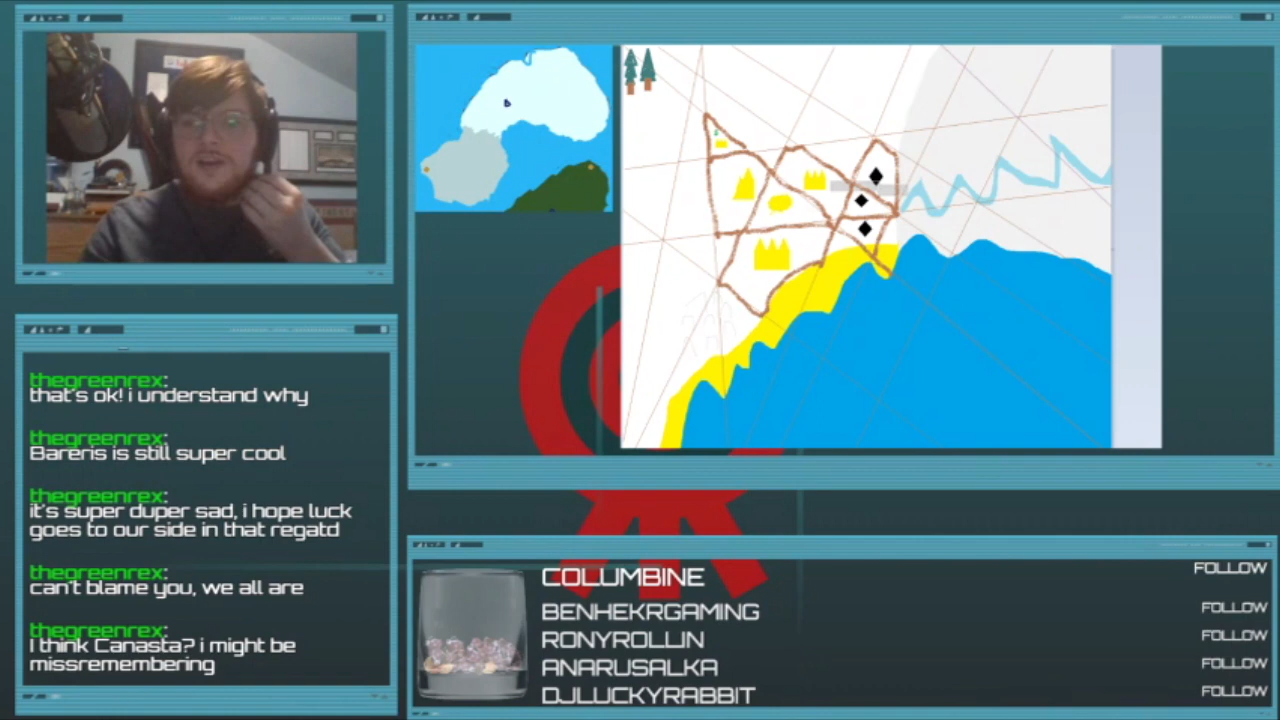 thegreenrex:
that's ok! i understand why
thegreenrex:
Bareris is still super cool
thegreenrex:
it's super duper sad, i hope luck
goes to our side in that regatd
thegreenrex:
can't blame you, we all are
thegreenrex:
I think Canasta? i might be
missremembering
COLUMBINE FOLLOW
BENHEKRGAMING FOLLOW
RONYROLLIN FOLLOW
ANARUSALKA FOLLOW
DJLUCKYRABBIT FOLLOW